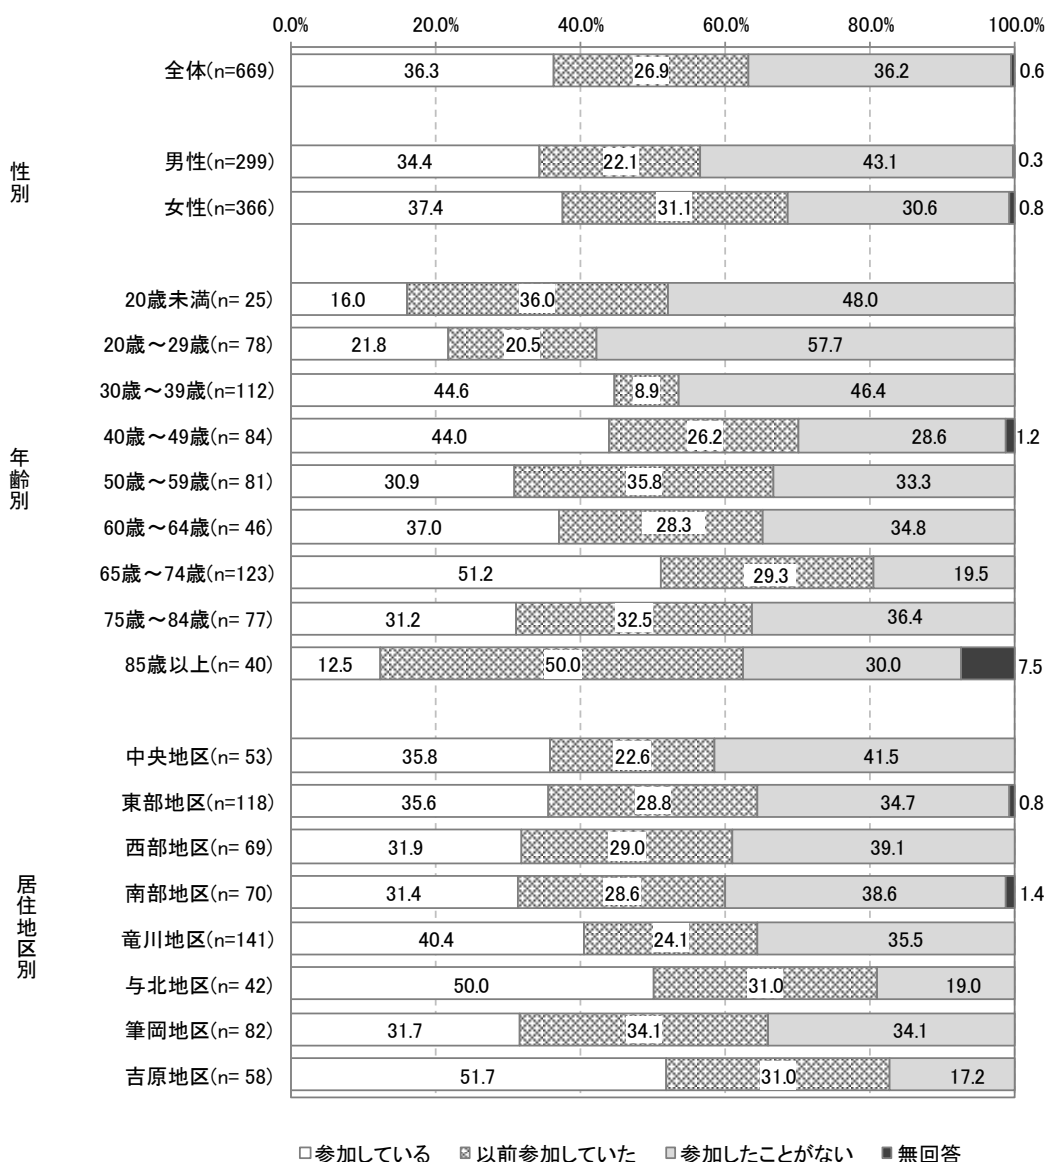 0.0% 20.0% 40.0% 60.0% 80.0% 100.0%
全体(n=669) 36.3 26.9 36.2 0.6
性別
男性(n=299) 34.4 22.1 43.1 0.3
女性(n=366) 37.4 31.1 30.6 0.8
年齢別
20歳未満(n= 25) 16.0 36.0 48.0
20歳～29歳(n= 78) 21.8 20.5 57.7
30歳～39歳(n=112) 44.6 8.9 46.4
40歳～49歳(n= 84) 44.0 26.2 28.6 1.2
50歳～59歳(n= 81) 30.9 35.8 33.3
60歳～64歳(n= 46) 37.0 28.3 34.8
65歳～74歳(n=123) 51.2 29.3 19.5
75歳～84歳(n= 77) 31.2 32.5 36.4
85歳以上(n= 40) 12.5 50.0 30.0 7.5
居住地区別
中央地区(n= 53) 35.8 22.6 41.5
東部地区(n=118) 35.6 28.8 34.7 0.8
西部地区(n= 69) 31.9 29.0 39.1
南部地区(n= 70) 31.4 28.6 38.6 1.4
竜川地区(n=141) 40.4 24.1 35.5
与北地区(n= 42) 50.0 31.0 19.0
筆岡地区(n= 82) 31.7 34.1 34.1
吉原地区(n= 58) 51.7 31.0 17.2
参加している 以前参加していた 参加したことがない 無回答